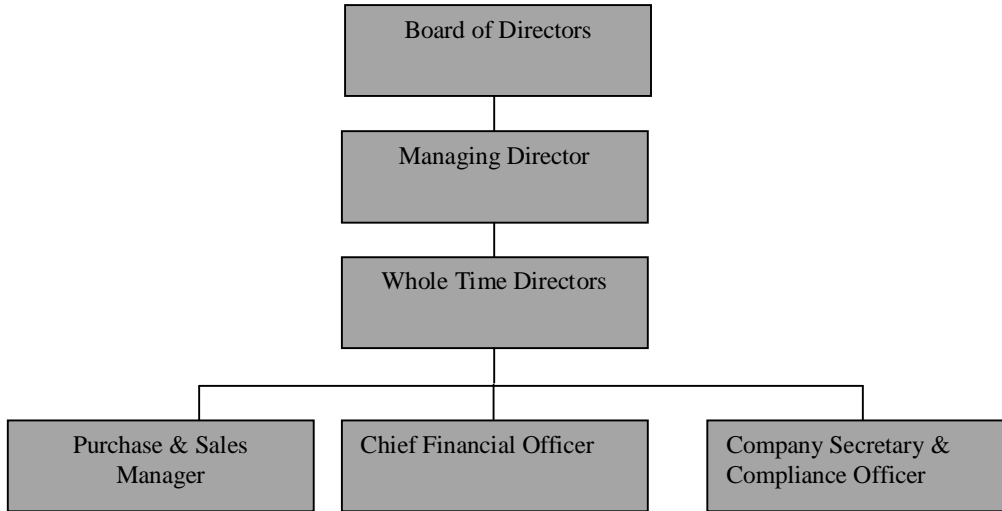 Board of Directors
Managing Director
Whole Time Directors
Purchase & Sales
Manager
Chief Financial Officer
Company Secretary &
Compliance Officer